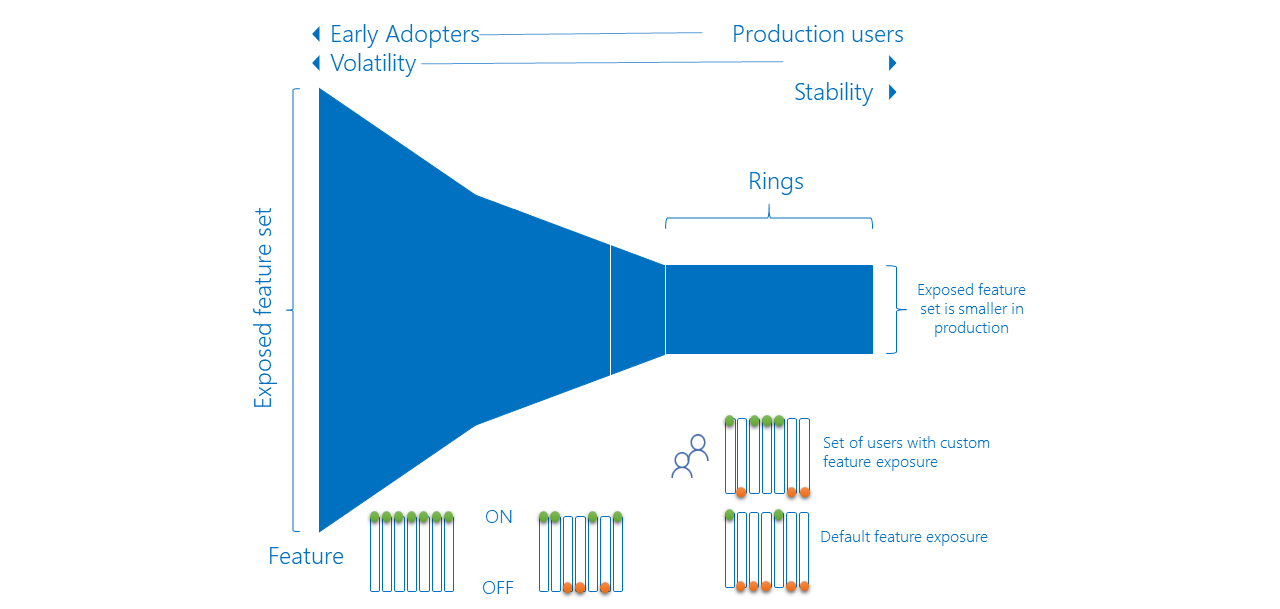 Early Adopters
Production users
Volatility
Stability
Rings
Exposed feature set
Exposed feature
set is smaller in
production
Set of users with custom
feature exposure
ON
Default feature exposure
Feature
OFF